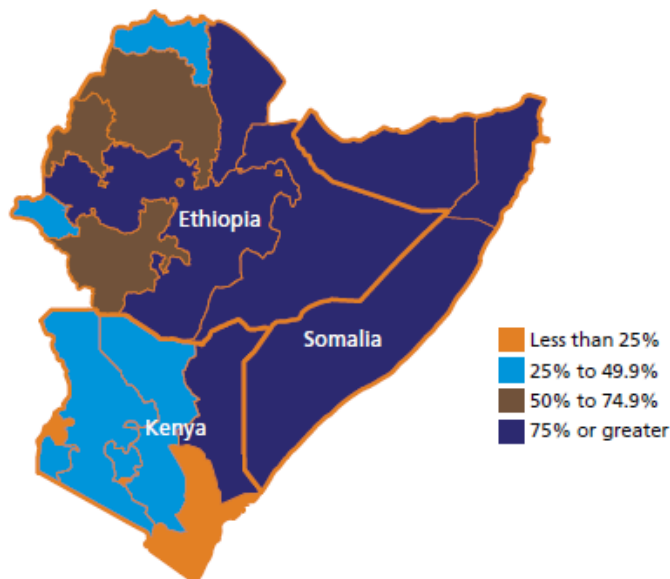 Ethiopia
Somalia
Kenya
Less than 25%
25% to 49.9%
50% to 74.9%
75% or greater